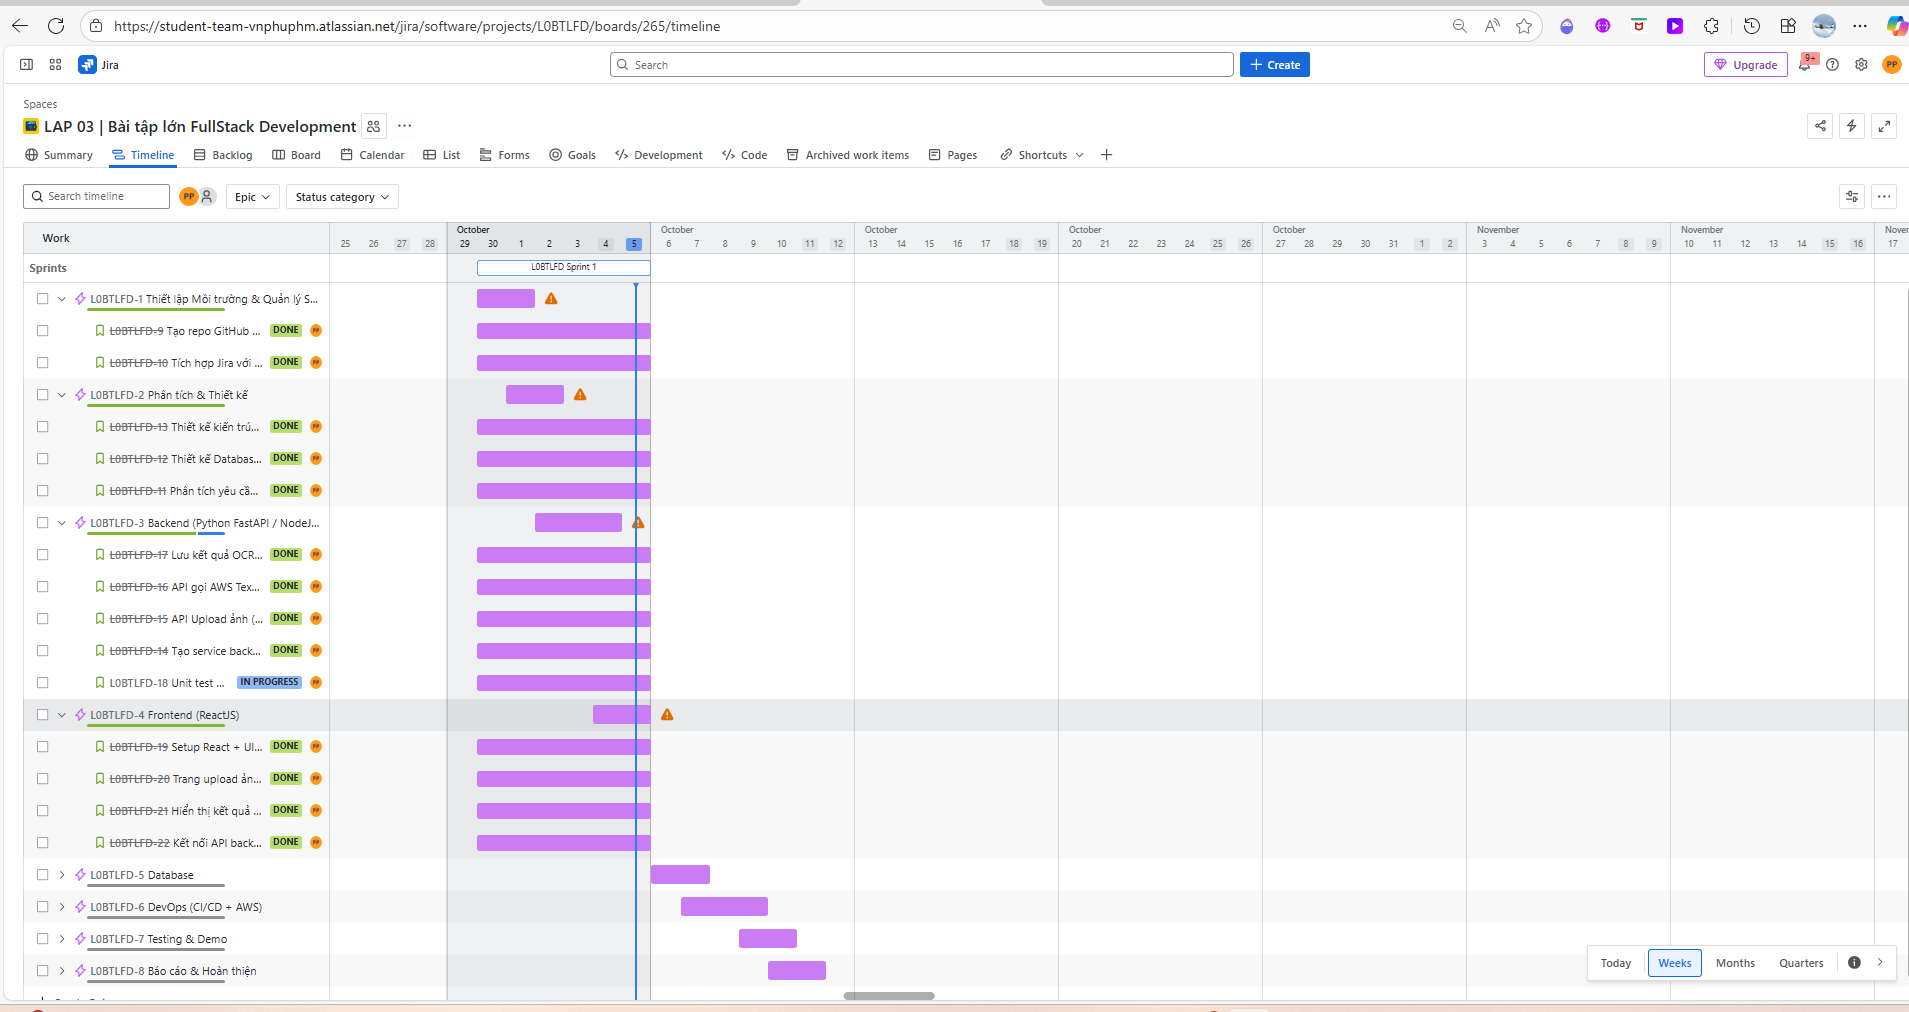 https://student-team-vnphuphm.atlassian.net/jira/software/projects/L0BTLFD/boards/265/timeline
Jira
Search
+ Create
Upgrade
9+
PP
Spaces
LAP 03 | Bài tập lớn FullStack Development
Summary Timeline Backlog Board Calendar List Forms Goals Development Code Archived work items Pages Shortcuts
Search timeline
PP
Epic
Status category
Work
October October October October October November November
25 26 27 28 29 30 1 2 3 4 5 6 7 8 9 10 11 12 13 14 15 16 17 18 19 20 21 22 23 24 25 26 27 28 29 30 31 1 2 3 4 5 6 7 8 9 10 11 12 13 14 15 16 17
Sprints
L0BTLFD Sprint 1
L0BTLFD-1 Thiết lập Môi trường & Quản lý S...
L0BTLFD-9 Tạo repo GitHub ... DONE PP
L0BTLFD-10 Tích hợp Jira với ... DONE PP
L0BTLFD-2 Phân tích & Thiết kế
L0BTLFD-13 Thiết kế kiến trú... DONE PP
L0BTLFD-12 Thiết kế Databas... DONE PP
L0BTLFD-11 Phân tích yêu cầ... DONE PP
L0BTLFD-3 Backend (Python FastAPI / NodeJ...
L0BTLFD-17 Lưu kết quả OCR... DONE PP
L0BTLFD-16 API gọi AWS Tex... DONE PP
L0BTLFD-15 API Upload ảnh (... DONE PP
L0BTLFD-14 Tạo service back... DONE PP
L0BTLFD-18 Unit test ... IN PROGRESS PP
L0BTLFD-4 Frontend (ReactJS)
L0BTLFD-19 Setup React + UI... DONE PP
L0BTLFD-20 Trang upload ản... DONE PP
L0BTLFD-21 Hiển thị kết quả ... DONE PP
L0BTLFD-22 Kết nối API back... DONE PP
L0BTLFD-5 Database
L0BTLFD-6 DevOps (CI/CD + AWS)
L0BTLFD-7 Testing & Demo
L0BTLFD-8 Báo cáo & Hoàn thiện
Today Weeks Months Quarters